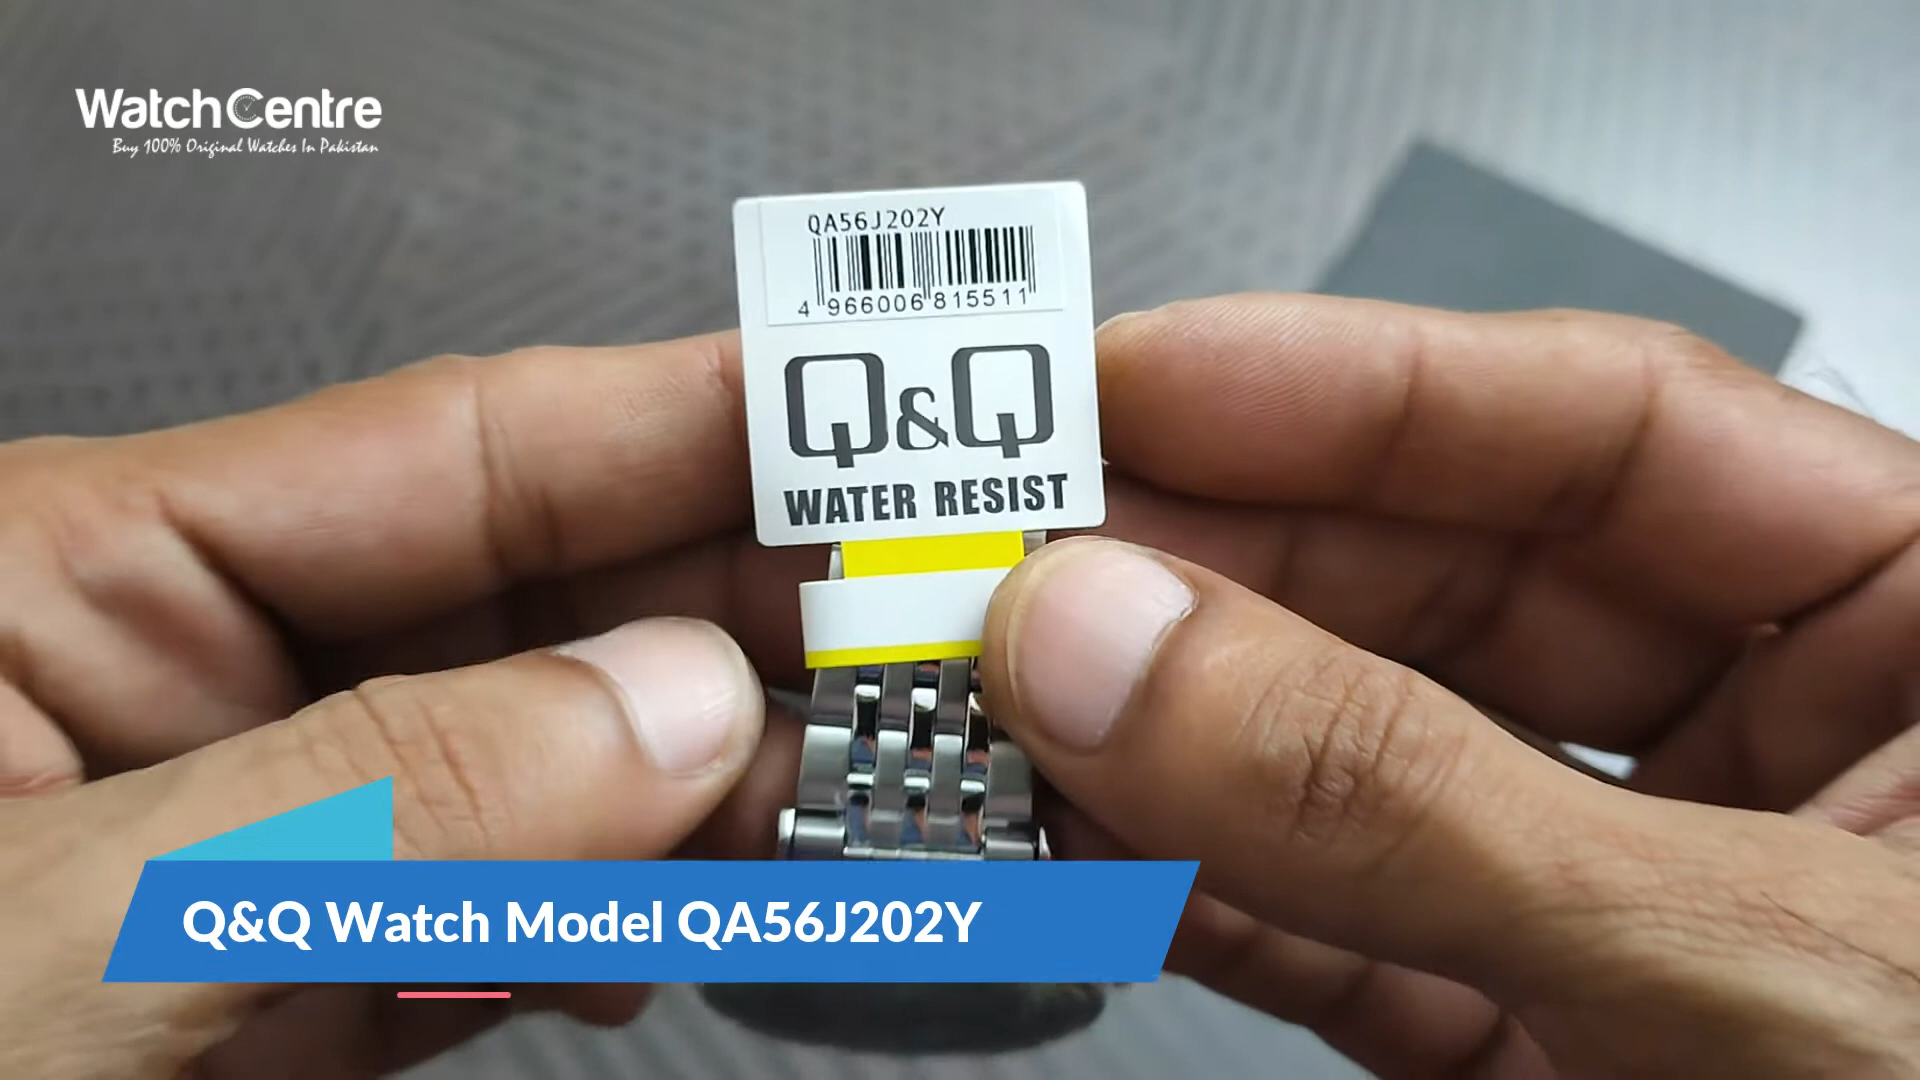 WatchCentre
Buy 100% Original Watches In Pakistan
QA56J202Y
4 966006 815511
Q&Q
WATER RESIST
Q&Q Watch Model QA56J202Y